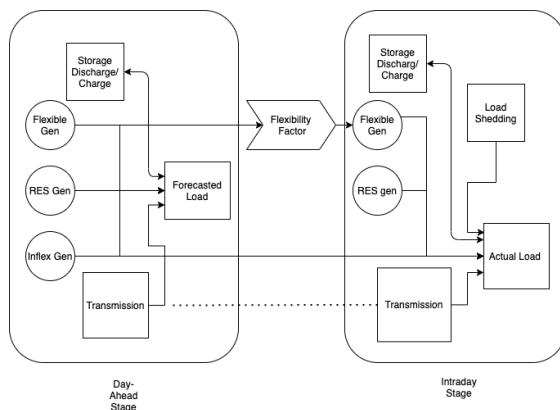 Storage
Discharge/
Charge
Flexible
Gen
RES Gen
Inflex Gen
Forecasted
Load
Transmission
Flexibility
Factor
Storage
Discharg/
Charge
Flexible
Gen
RES gen
Load
Shedding
Actual Load
Transmission
Day-
Ahead
Stage
Intraday
Stage